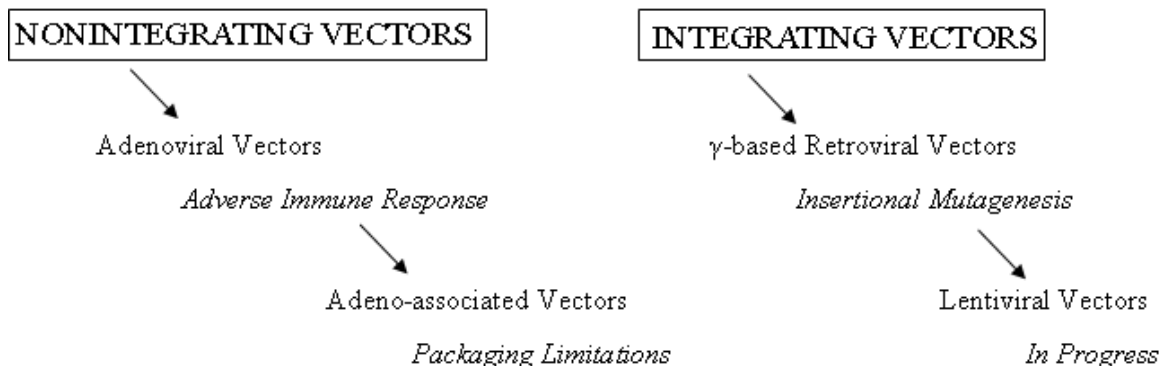 NONINTEGRATING VECTORS
Adenoviral Vectors
Adverse Immune Response
Adeno-associated Vectors
Packaging Limitations
INTEGRATING VECTORS
γ-based Retroviral Vectors
Insertional Mutagenesis
Lentiviral Vectors
In Progress